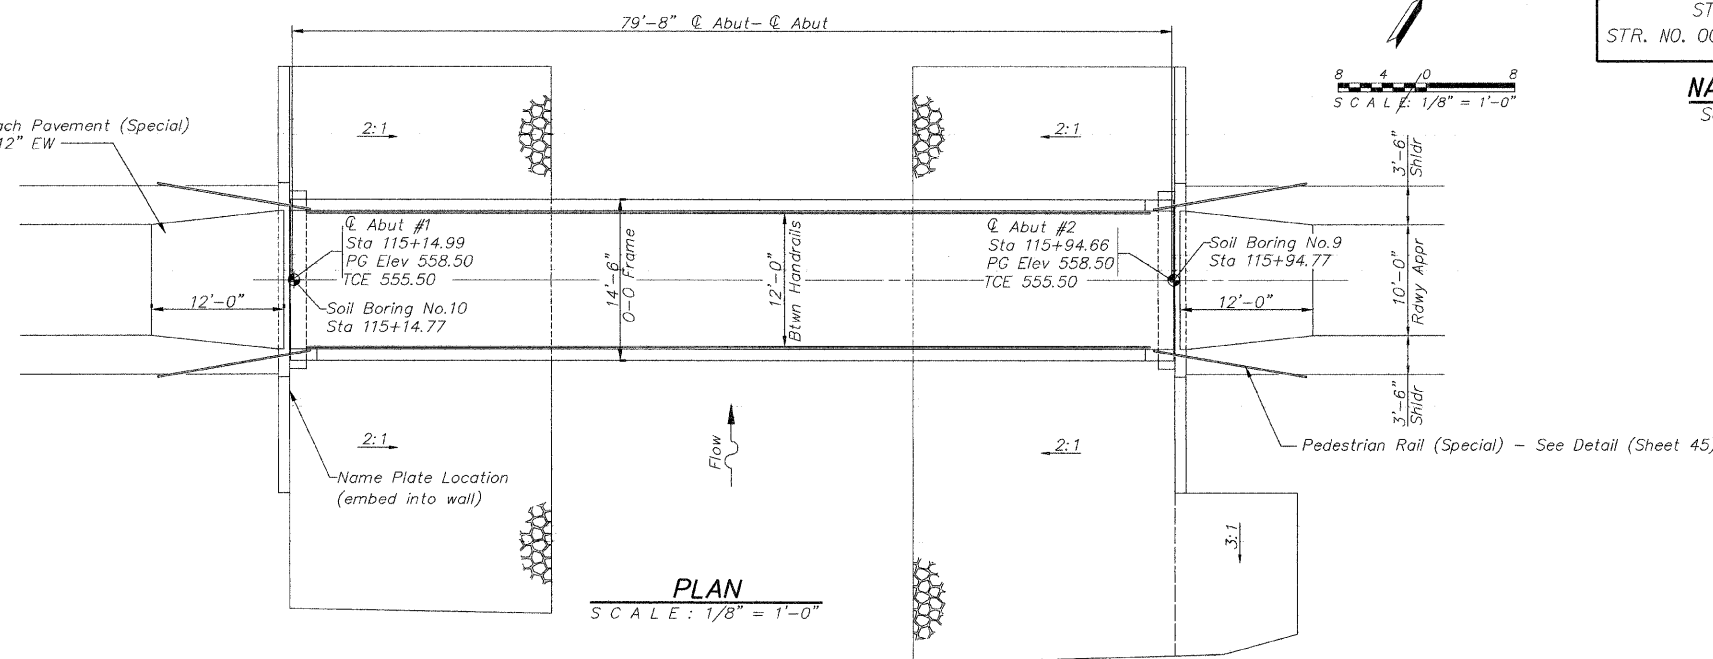 79'-8" ℄ Abut- ℄ Abut
ST
STR. NO. 00
NA
8 4 0 8
SCALE: 1/8" = 1'-0"
ach Pavement (Special)
12" EW
2:1
2:1
3'-6"
Shldr
℄ Abut #1
Sta 115+14.99
PG Elev 558.50
TCE 555.50
Soil Boring No.10
Sta 115+14.77
12'-0"
14'-6"
O-O Frame
12'-0"
Btwn Handrails
℄ Abut #2
Sta 115+94.66
PG Elev 558.50
TCE 555.50
Soil Boring No.9
Sta 115+94.77
12'-0"
10'-0"
Rdwy Appr
3'-6"
Shldr
2:1
2:1
Flow
Name Plate Location
(embed into wall)
Pedestrian Rail (Special) - See Detail (Sheet 45)
3:1
PLAN
SCALE: 1/8" = 1'-0"